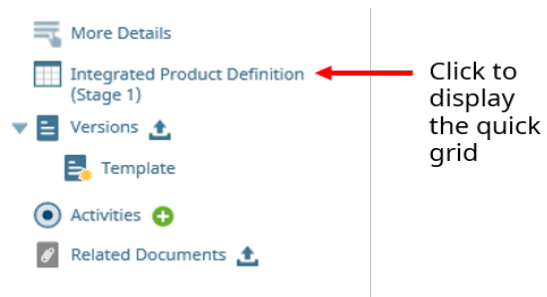 More Details
Integrated Product Definition
(Stage 1)
Versions
Template
Activities
Related Documents
Click to
display
the quick
grid